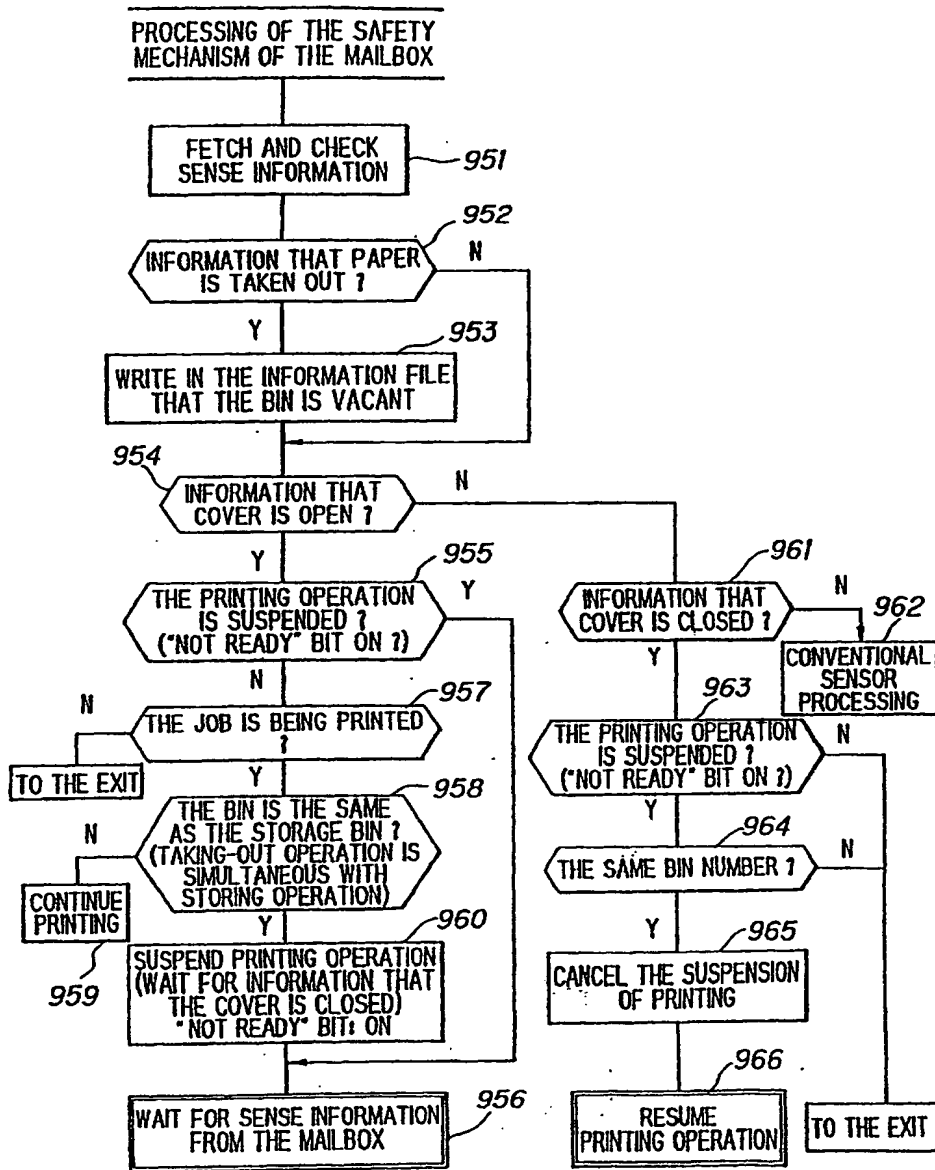 PROCESSING OF THE SAFETY
MECHANISM OF THE MAILBOX
FETCH AND CHECK
SENSE INFORMATION
951
952
INFORMATION THAT PAPER
IS TAKEN OUT ?
N
Y
953
WRITE IN THE INFORMATION FILE
THAT THE BIN IS VACANT
954
INFORMATION THAT
COVER IS OPEN ?
N
Y
955
THE PRINTING OPERATION
IS SUSPENDED ?
("NOT READY" BIT ON ?)
Y
N
957
THE JOB IS BEING PRINTED
?
N
TO THE EXIT
Y
958
THE BIN IS THE SAME
AS THE STORAGE BIN ?
(TAKING-OUT OPERATION IS
SIMULTANEOUS WITH
STORING OPERATION)
N
CONTINUE
PRINTING
959
Y
960
SUSPEND PRINTING OPERATION
(WAIT FOR INFORMATION THAT
THE COVER IS CLOSED)
"NOT READY" BIT: ON
WAIT FOR SENSE INFORMATION
FROM THE MAILBOX
956
961
INFORMATION THAT
COVER IS CLOSED ?
N
962
CONVENTIONAL
SENSOR
PROCESSING
Y
963
THE PRINTING OPERATION
IS SUSPENDED ?
("NOT READY" BIT ON ?)
N
Y
964
THE SAME BIN NUMBER ?
N
Y
965
CANCEL THE SUSPENSION
OF PRINTING
966
RESUME
PRINTING OPERATION
TO THE EXIT